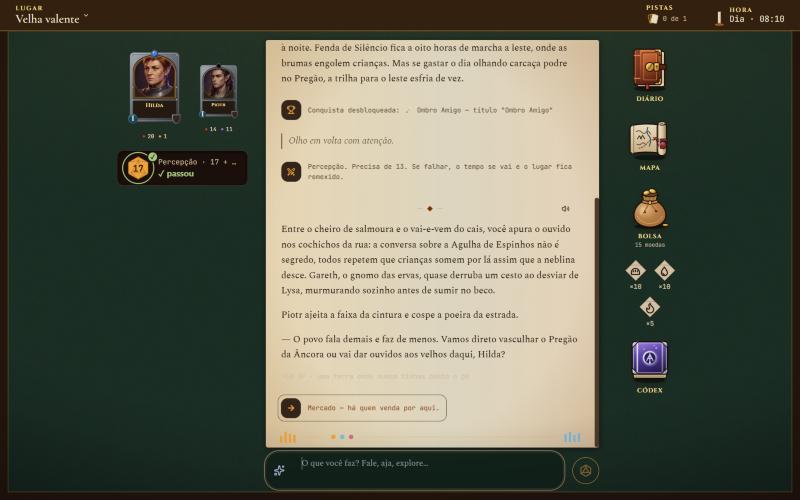 LUGAR
Velha valente
PISTAS
0 de 1
HORA
Dia · 08:10
HILDA
20 1
PIOTR
14 11
17
Percepção · 17 + …
✓ passou
à noite. Fenda de Silêncio fica a oito horas de marcha a leste, onde as
brumas engolem crianças. Mas se gastar o dia olhando carcaça podre
no Pregão, a trilha para o leste esfria de vez.
Conquista desbloqueada: Ombro Amigo — título "Ombro Amigo"
Olho em volta com atenção.
Percepção. Precisa de 13. Se falhar, o tempo se vai e o lugar fica
remexido.
Entre o cheiro de salmoura e o vai-e-vem do cais, você apura o ouvido
nos cochichos da rua: a conversa sobre a Agulha de Espinhos não é
segredo, todos repetem que crianças somem por lá assim que a neblina
desce. Gareth, o gnomo das ervas, quase derruba um cesto ao desviar de
Lysa, murmurando sozinho antes de sumir no beco.
Piotr ajeita a faixa da cintura e cospe a poeira da estrada.
— O povo fala demais e faz de menos. Vamos direto vasculhar o Pregão
da Âncora ou vai dar ouvidos aos velhos daqui, Hilda?
Mercado — há quem venda por aqui.
O que você faz? Fale, aja, explore…
DIÁRIO
MAPA
BOLSA
15 moedas
×10
×10
×5
CÓDEX